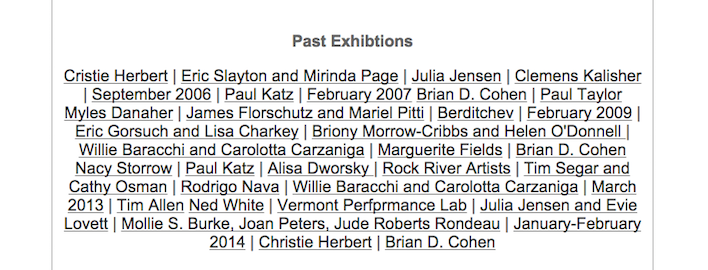 Past Exhibtions
Cristie Herbert | Eric Slayton and Mirinda Page | Julia Jensen | Clemens Kalisher
| September 2006 | Paul Katz | February 2007 Brian D. Cohen | Paul Taylor
Myles Danaher | James Florschutz and Mariel Pitti | Berditchev | February 2009 |
Eric Gorsuch and Lisa Charkey | Briony Morrow-Cribbs and Helen O'Donnell |
Willie Baracchi and Carolotta Carzaniga | Marguerite Fields | Brian D. Cohen
Nacy Storrow | Paul Katz | Alisa Dworsky | Rock River Artists | Tim Segar and
Cathy Osman | Rodrigo Nava | Willie Baracchi and Carolotta Carzaniga | March
2013 | Tim Allen Ned White | Vermont Perfprmance Lab | Julia Jensen and Evie
Lovett | Mollie S. Burke, Joan Peters, Jude Roberts Rondeau | January-February
2014 | Christie Herbert | Brian D. Cohen